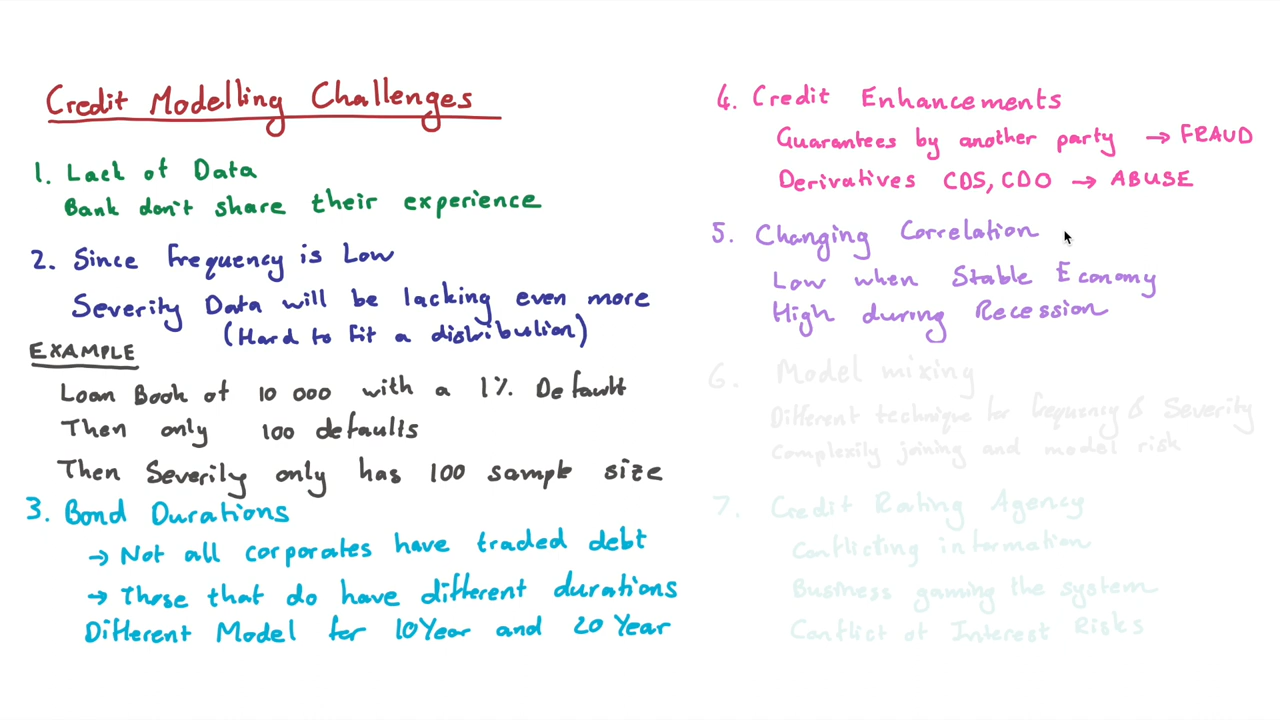 Credit Modelling Challenges
1. Lack of Data
Bank don't share their experience
2. Since frequency is Low
Severity Data will be lacking even more
(Hard to fit a distribution)
EXAMPLE
Loan Book of 10 000 with a 1% Default
Then only 100 defaults
Then Severity only has 100 sample size
3. Bond Durations
→ Not all corporates have traded debt
→ Those that do have different durations
Different Model for 10 Year and 20 Year
4. Credit Enhancements
Guarantees by another party → FRAUD
Derivatives CDS, CDO → ABUSE
5. Changing Correlation
Low when Stable Economy
High during Recession
6. Model mixing
Different technique for frequency & Severity
Complexity joining and model risk
7. Credit Rating Agency
Conflicting information
Business gaming the system
Conflict of Interest Risks